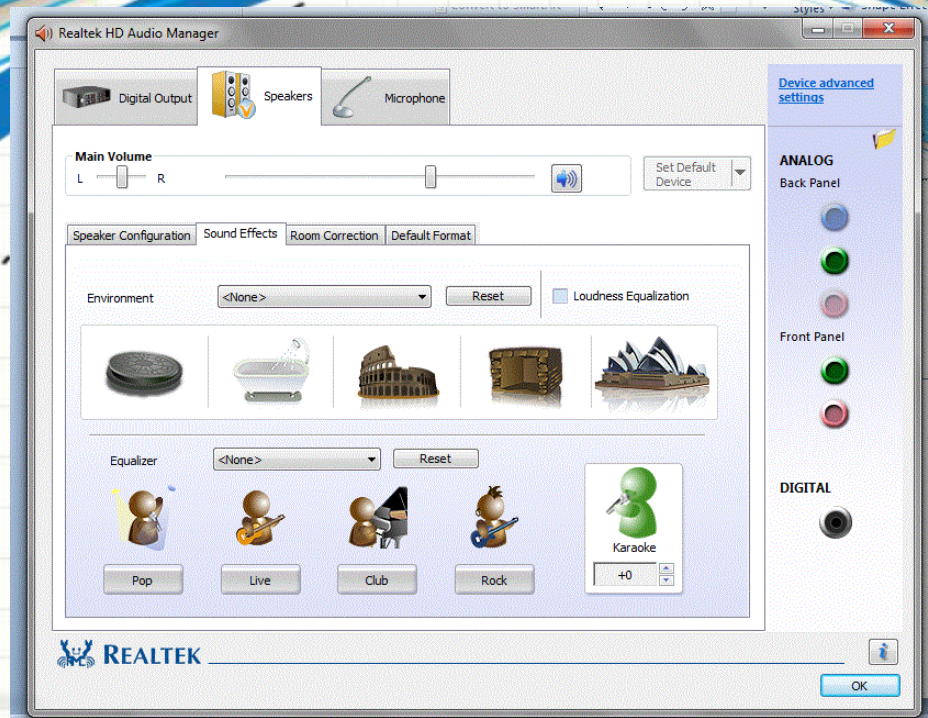 Styles
Realtek HD Audio Manager
Digital Output
Speakers
Microphone
Device advanced
settings
Main Volume
L R
Set Default
Device
ANALOG
Back Panel
Speaker Configuration
Sound Effects
Room Correction
Default Format
Environment
<None>
Reset
Loudness Equalization
Front Panel
Equalizer
<None>
Reset
Karaoke
+0
Pop
Live
Club
Rock
DIGITAL
REALTEK
i
OK